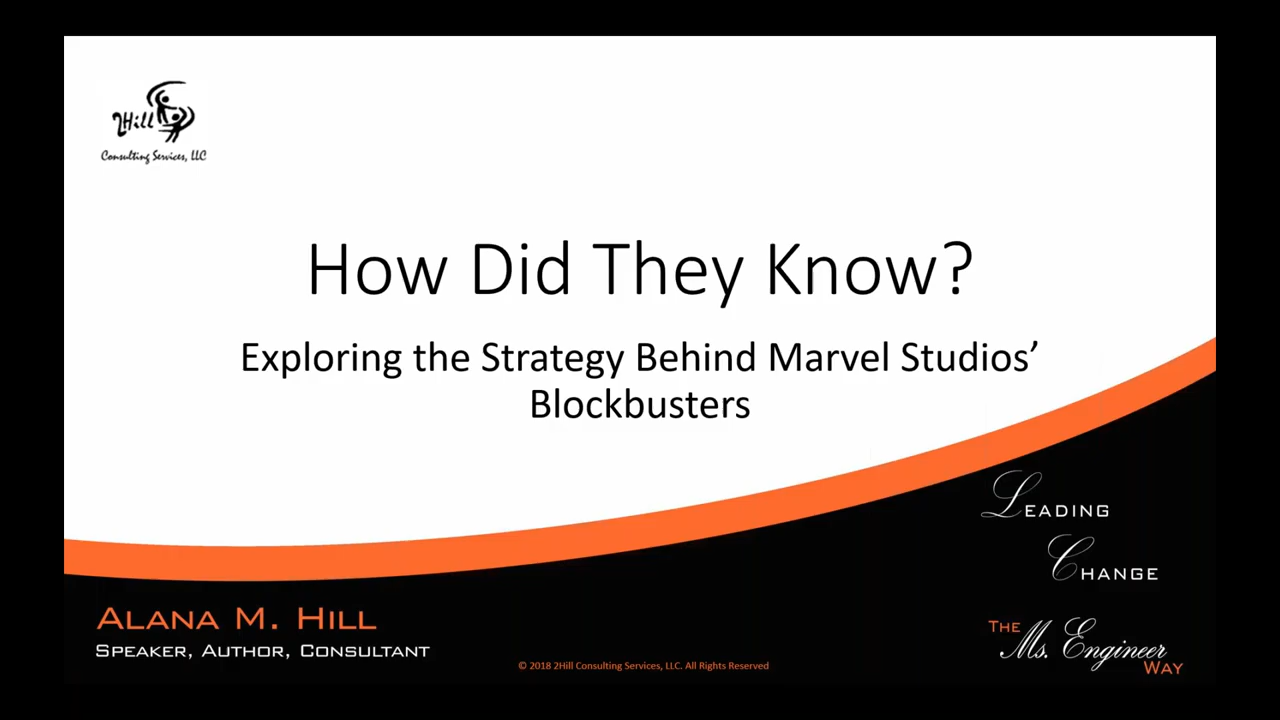 2Hill
Consulting Services, LLC
How Did They Know?
Exploring the Strategy Behind Marvel Studios’
Blockbusters
LEADING
CHANGE
ALANA M. HILL
SPEAKER, AUTHOR, CONSULTANT
© 2018 2Hill Consulting Services, LLC. All Rights Reserved
THE
Ms. Engineer
WAY